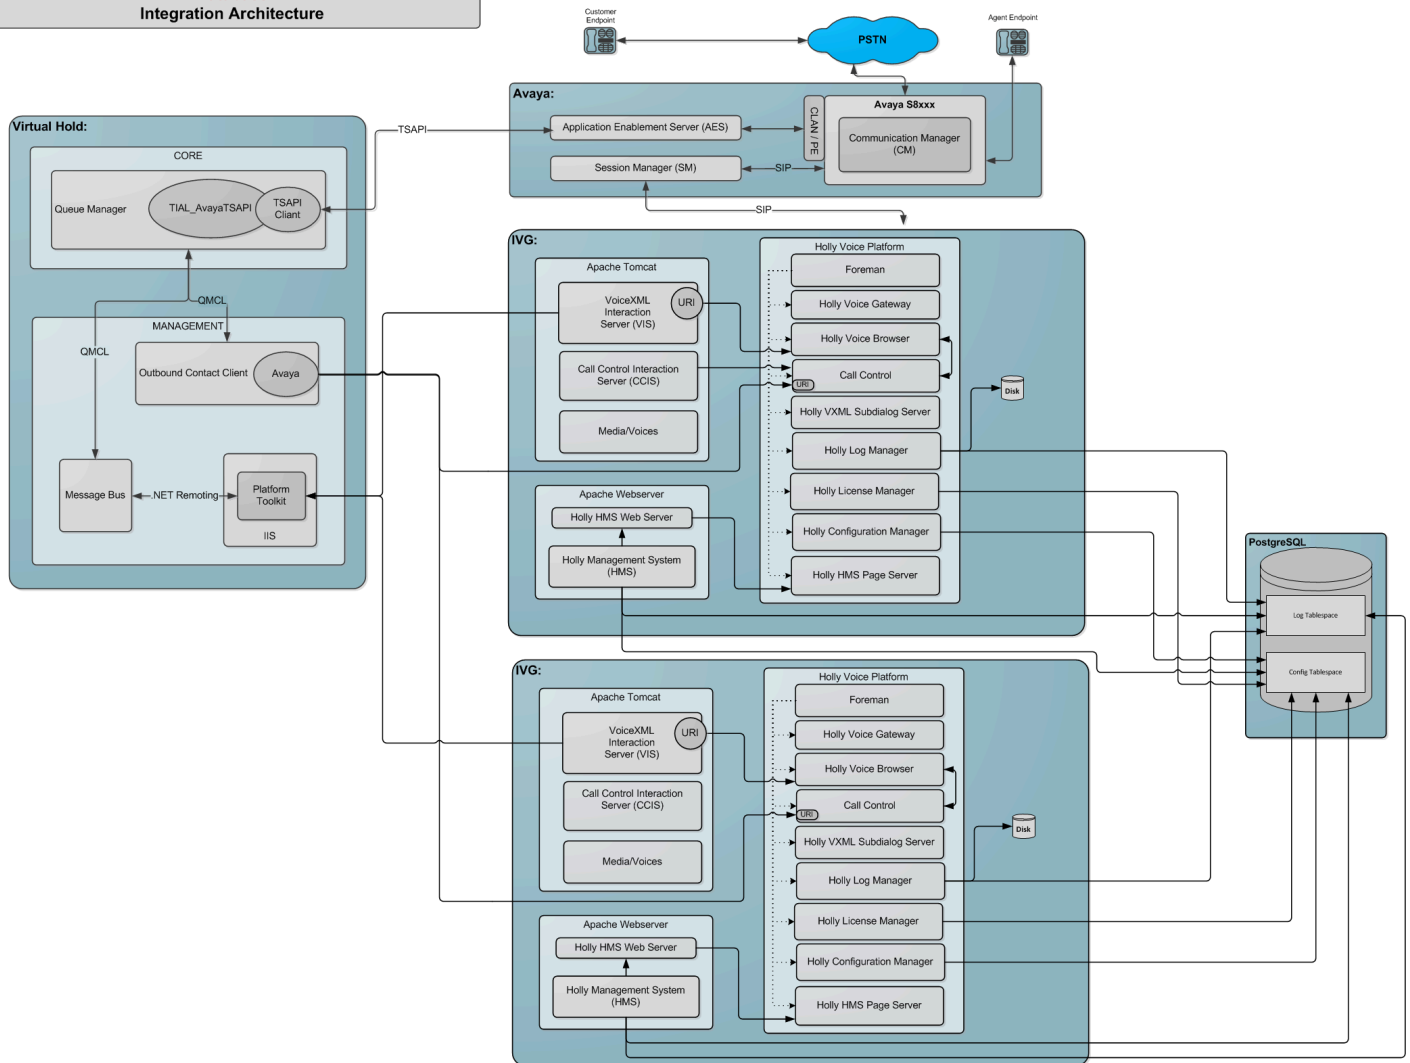 Integration Architecture
Customer
Endpoint
PSTN
Agent Endpoint
Avaya:
Avaya S8xxx
CLAN / PE
Application Enablement Server (AES)
Communication Manager
(CM)
Session Manager (SM)
SIP
TSAPI
SIP
Virtual Hold:
CORE
Queue Manager
TIAL_AvayaTSAPI
TSAPI
Cliant
QMCL
QMCL
MANAGEMENT
Outbound Contact Client
Avaya
Message Bus
.NET Remoting
Platform
Toolkit
IIS
IVG:
Apache Tomcat
VoiceXML
Interaction
Server (VIS)
URI
Call Control Interaction
Server (CCIS)
Media/Voices
Apache Webserver
Holly HMS Web Server
Holly Management System
(HMS)
Holly Voice Platform
Foreman
Holly Voice Gateway
Holly Voice Browser
Call Control
URI
Holly VXML Subdialog Server
Holly Log Manager
Holly License Manager
Holly Configuration Manager
Holly HMS Page Server
Disk
PostgreSQL
Log Tablespace
Config Tablespace
IVG:
Apache Tomcat
VoiceXML
Interaction
Server (VIS)
URI
Call Control Interaction
Server (CCIS)
Media/Voices
Apache Webserver
Holly HMS Web Server
Holly Management System
(HMS)
Holly Voice Platform
Foreman
Holly Voice Gateway
Holly Voice Browser
Call Control
URI
Holly VXML Subdialog Server
Holly Log Manager
Holly License Manager
Holly Configuration Manager
Holly HMS Page Server
Disk